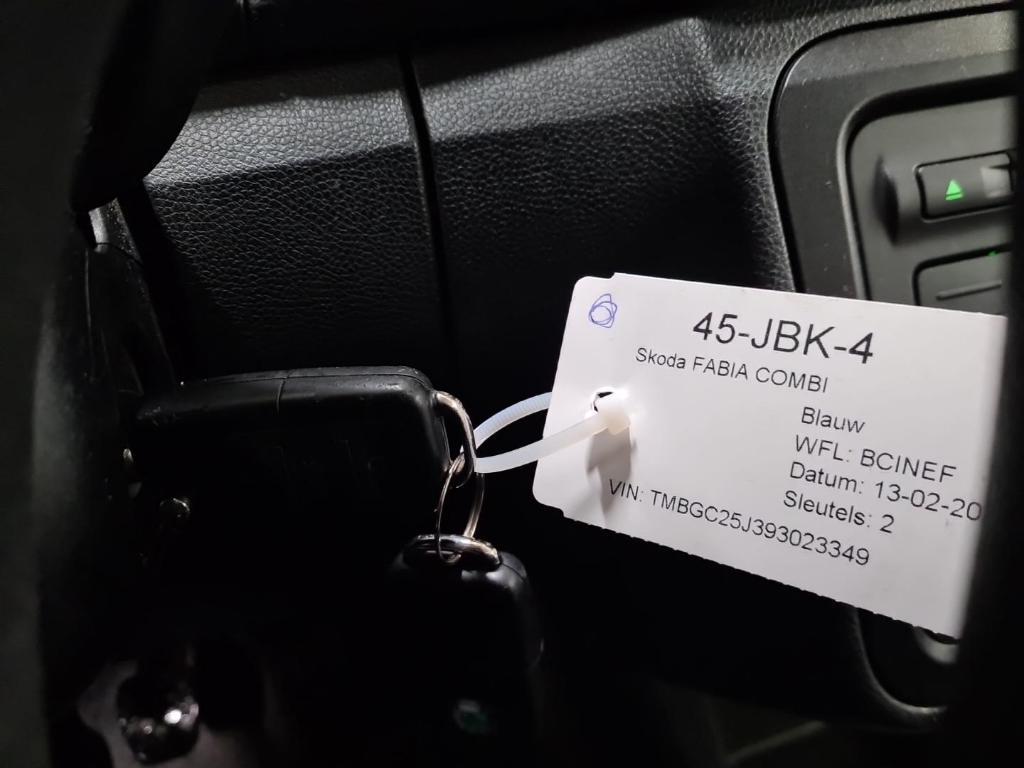 45-JBK-4
Skoda FABIA COMBI
Blauw
WFL: BCINEF
Datum: 13-02-20
Sleutels: 2
VIN: TMBGC25J393023349